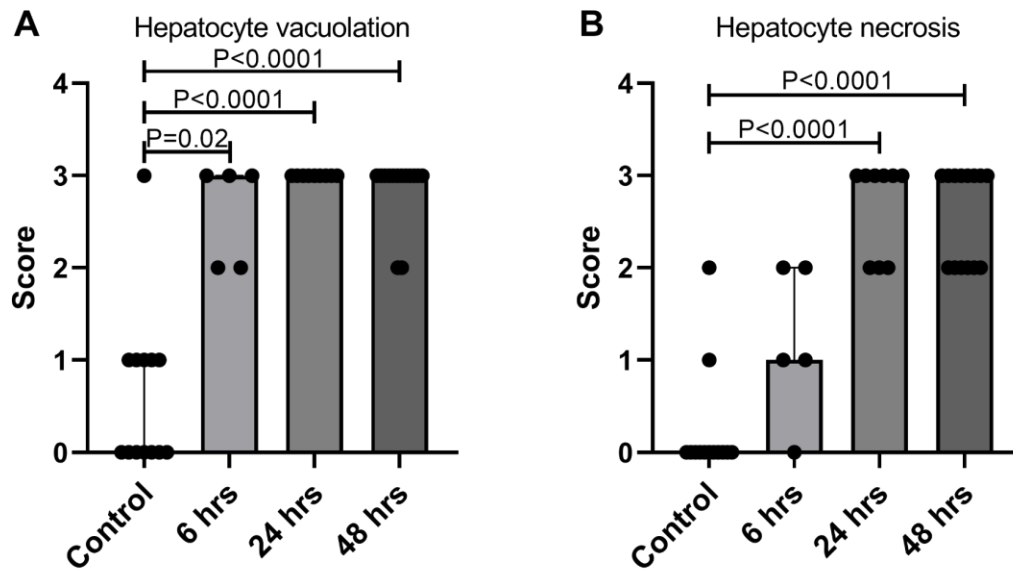 A
Hepatocyte vacuolation
P<0.0001
P<0.0001
P=0.02
4
3
2
1
0
Score
Control
6 hrs
24 hrs
48 hrs
B
Hepatocyte necrosis
P<0.0001
P<0.0001
4
3
2
1
0
Score
Control
6 hrs
24 hrs
48 hrs